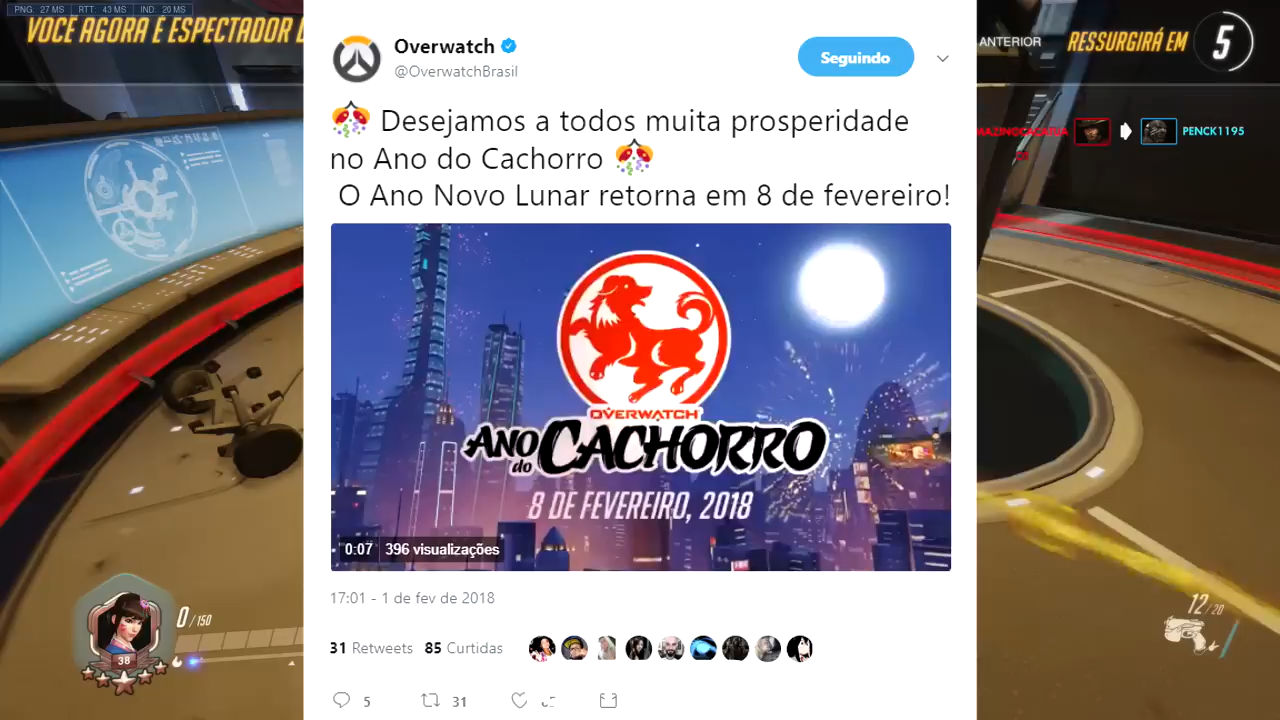 PNG: 27 MS RTT: 43 MS IND: 20 MS
VOCÊ AGORA É ESPECTADOR
ANTERIOR
RESSURGIRÁ EM 5
PENCK1195
Overwatch
@OverwatchBrasil
Seguindo
Desejamos a todos muita prosperidade
no Ano do Cachorro
O Ano Novo Lunar retorna em 8 de fevereiro!
OVERWATCH
ANO do CACHORRO
8 DE FEVEREIRO, 2018
0:07 396 visualizações
17:01 - 1 de fev de 2018
31 Retweets 85 Curtidas
5 31
38
0/150
12/20